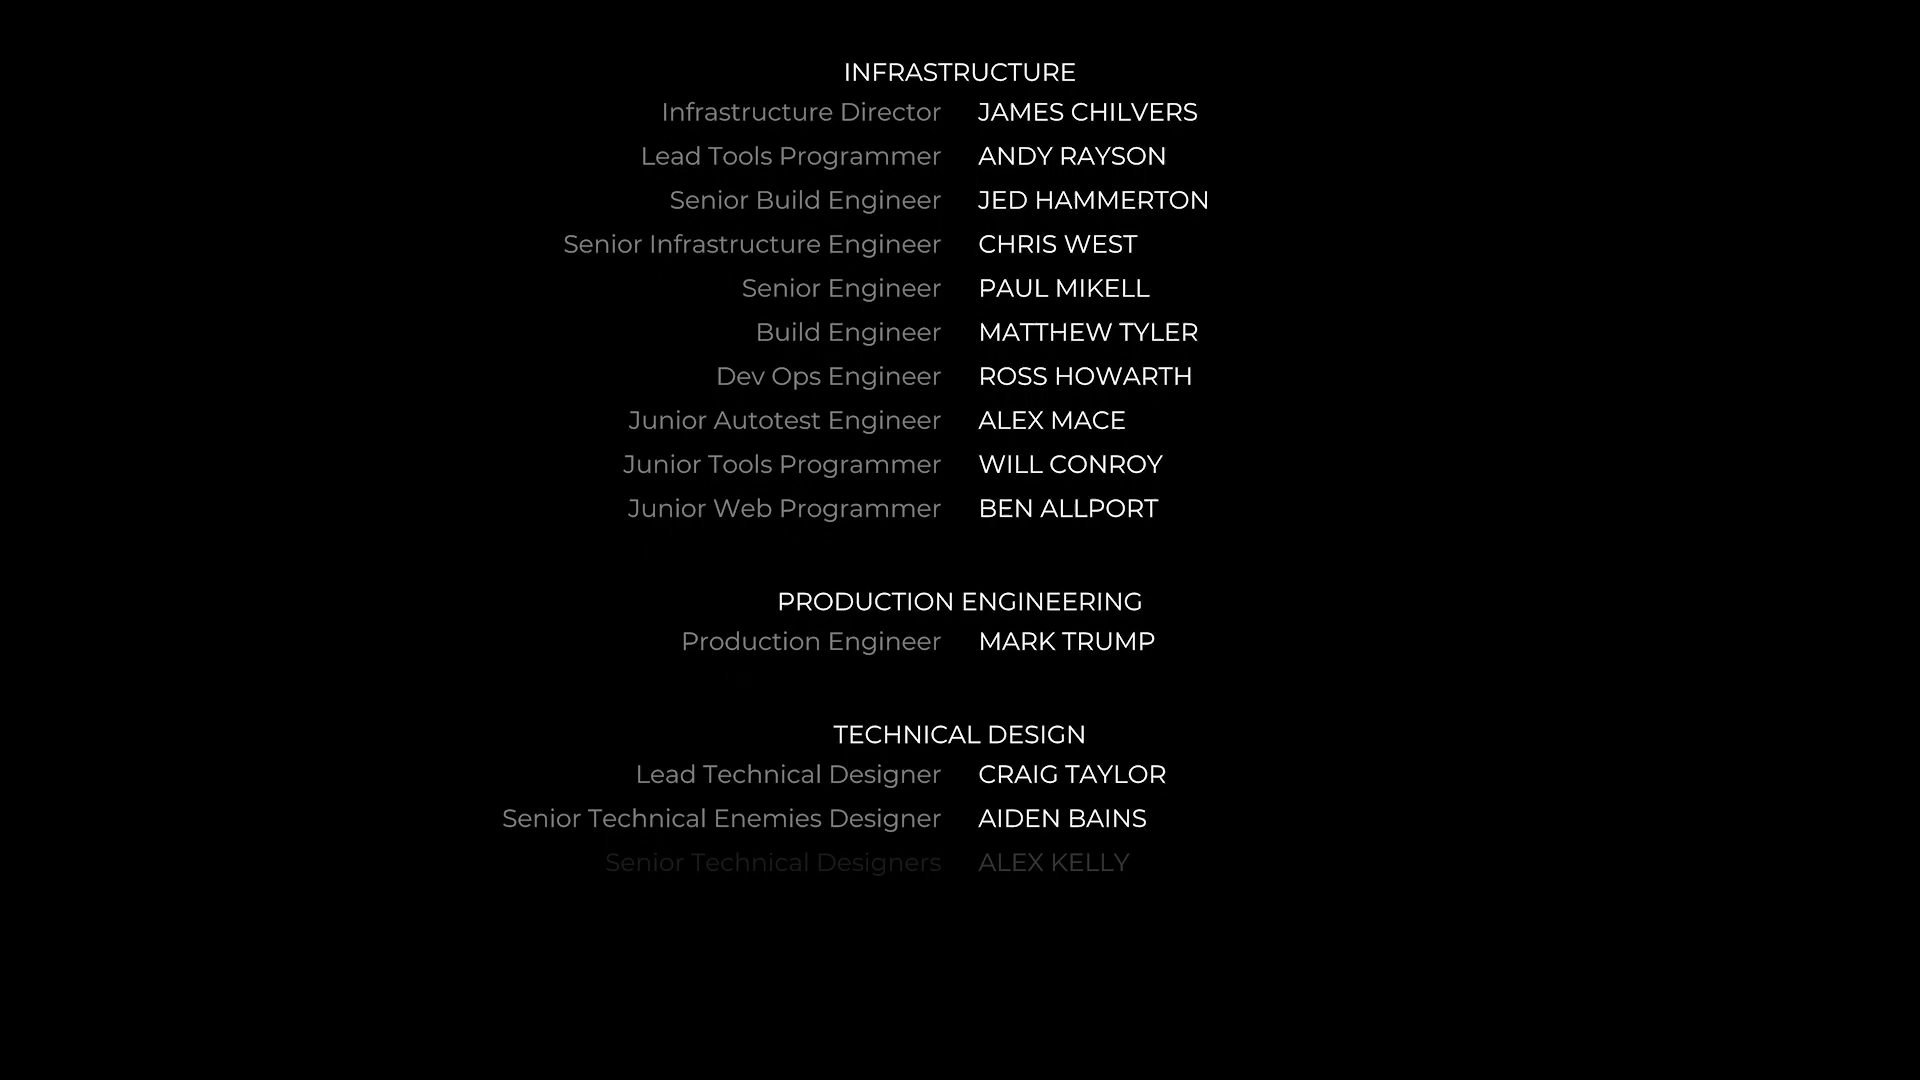 INFRASTRUCTURE
Infrastructure Director JAMES CHILVERS
Lead Tools Programmer ANDY RAYSON
Senior Build Engineer JED HAMMERTON
Senior Infrastructure Engineer CHRIS WEST
Senior Engineer PAUL MIKELL
Build Engineer MATTHEW TYLER
Dev Ops Engineer ROSS HOWARTH
Junior Autotest Engineer ALEX MACE
Junior Tools Programmer WILL CONROY
Junior Web Programmer BEN ALLPORT
PRODUCTION ENGINEERING
Production Engineer MARK TRUMP
TECHNICAL DESIGN
Lead Technical Designer CRAIG TAYLOR
Senior Technical Enemies Designer AIDEN BAINS
Senior Technical Designers ALEX KELLY